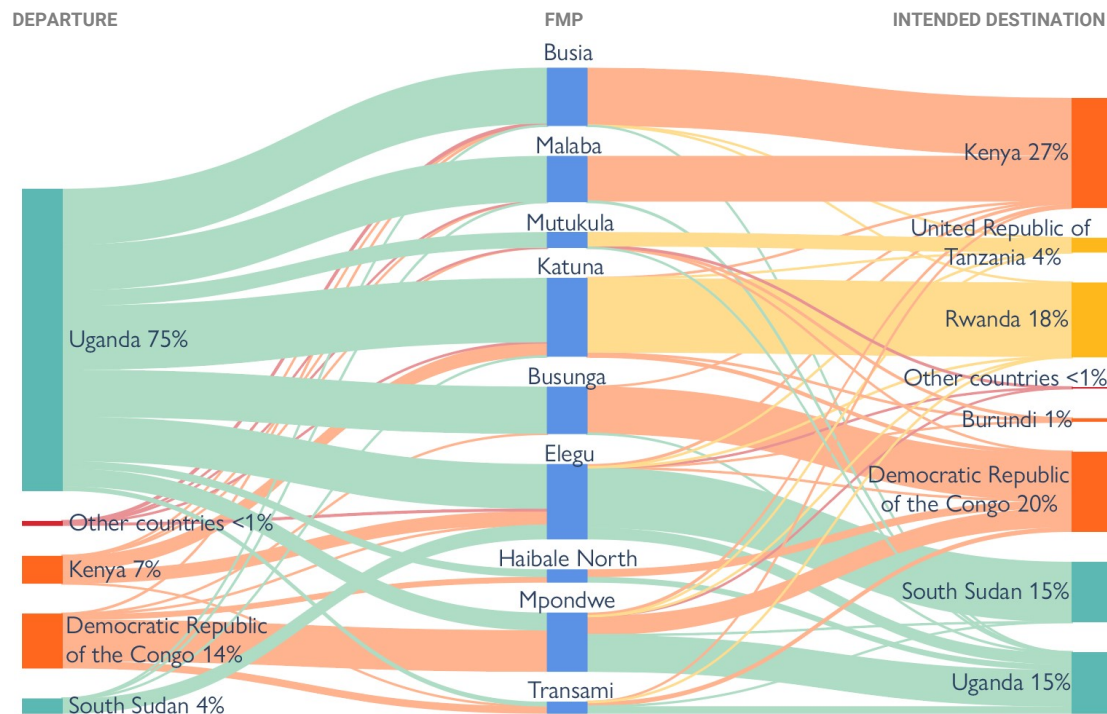 DEPARTURE
FMP
INTENDED DESTINATION
Busia
Malaba
Kenya 27%
Mutukula
United Republic of
Tanzania 4%
Katuna
Rwanda 18%
Uganda 75%
Busunga
Other countries <1%
Burundi 1%
Elegu
Democratic Republic
of the Congo 20%
Other countries <1%
Haibale North
Kenya 7%
South Sudan 15%
Mpondwe
Democratic Republic
of the Congo 14%
Uganda 15%
Transami
South Sudan 4%